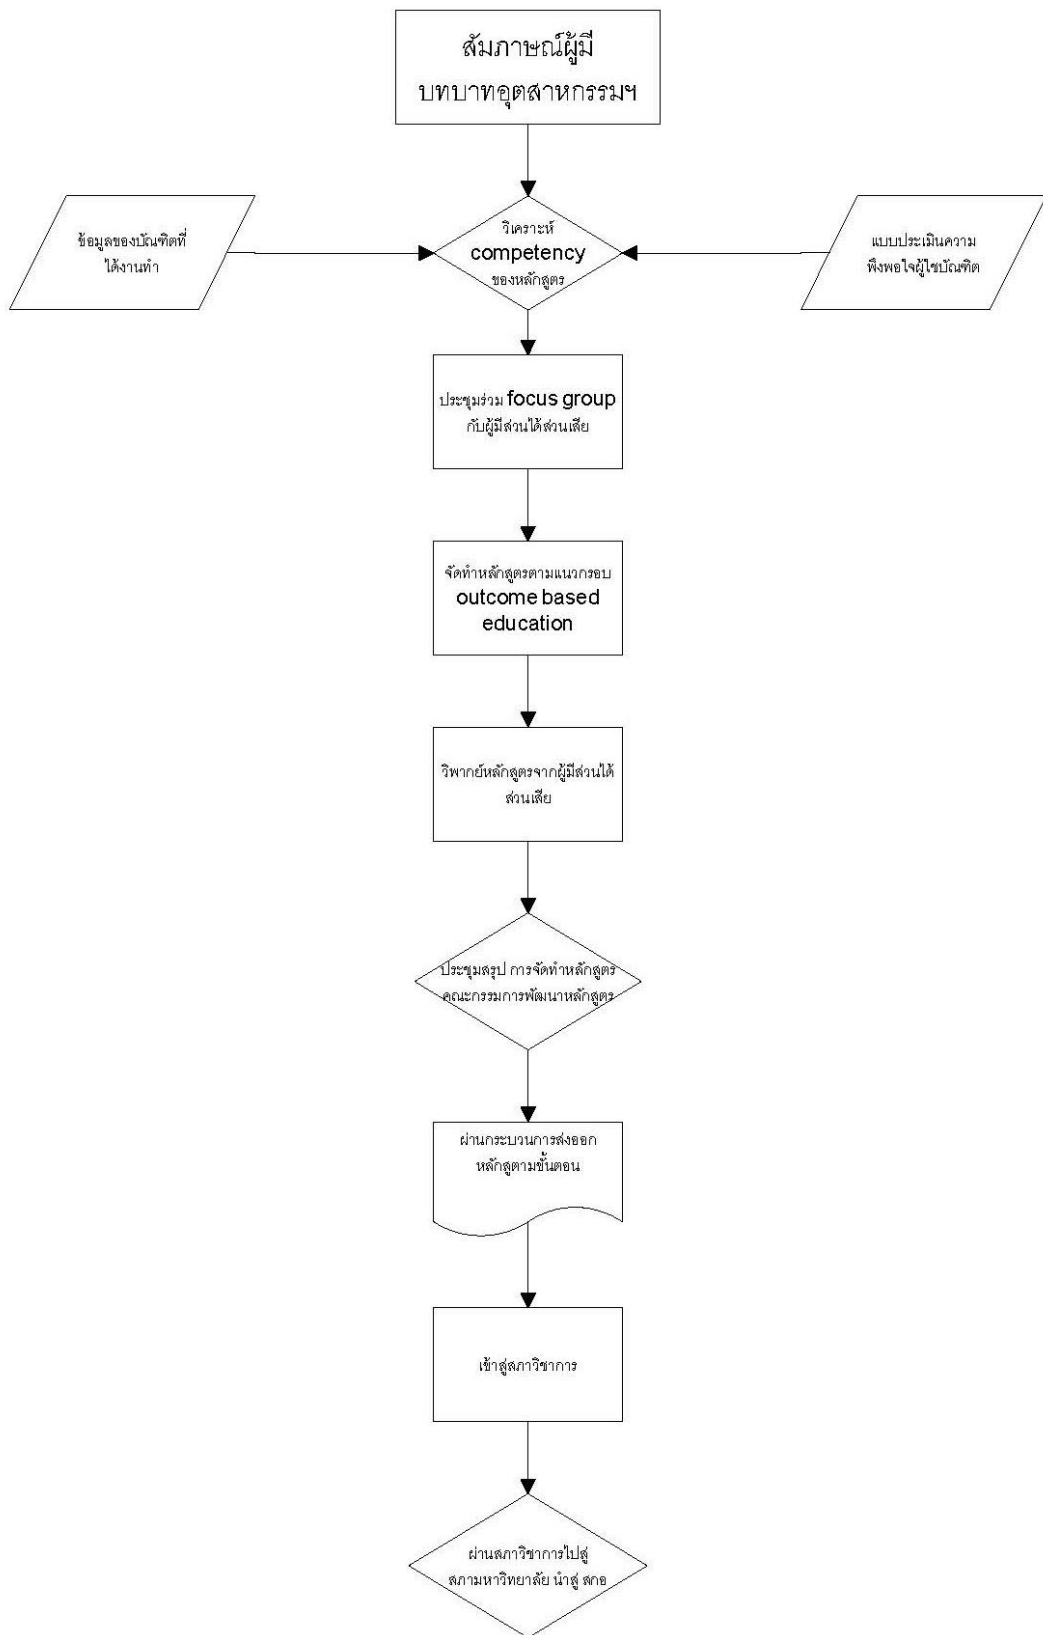 สัมภาษณ์ผู้มี
บทบาทอุตสาหกรรมฯ
ข้อมูลของบัณฑิตที่
ได้งานทำ
วิเคราะห์
competency
ของหลักสูตร
แบบประเมินความ
พึงพอใจผู้ใชบัณฑิต
ประชุมร่วม focus group
กับผู้มีส่วนได้ส่วนเสีย
จัดทำหลักสูตรตามแนวกรอบ
outcome based
education
วิพากย์หลักสูตรจากผู้มีส่วนได้
ส่วนเสีย
ประชุมสรุป การจัดทำหลักสูตร
คณะกรรมการพัฒนาหลักสูตร
ผ่านกระบวนการส่งออก
หลักสูตามขั้นตอน
เข้าสู่สภาวิชาการ
ผ่านสภาวิชาการไปสู่
สภามหาวิทยาลัย นำสู่ สกอ